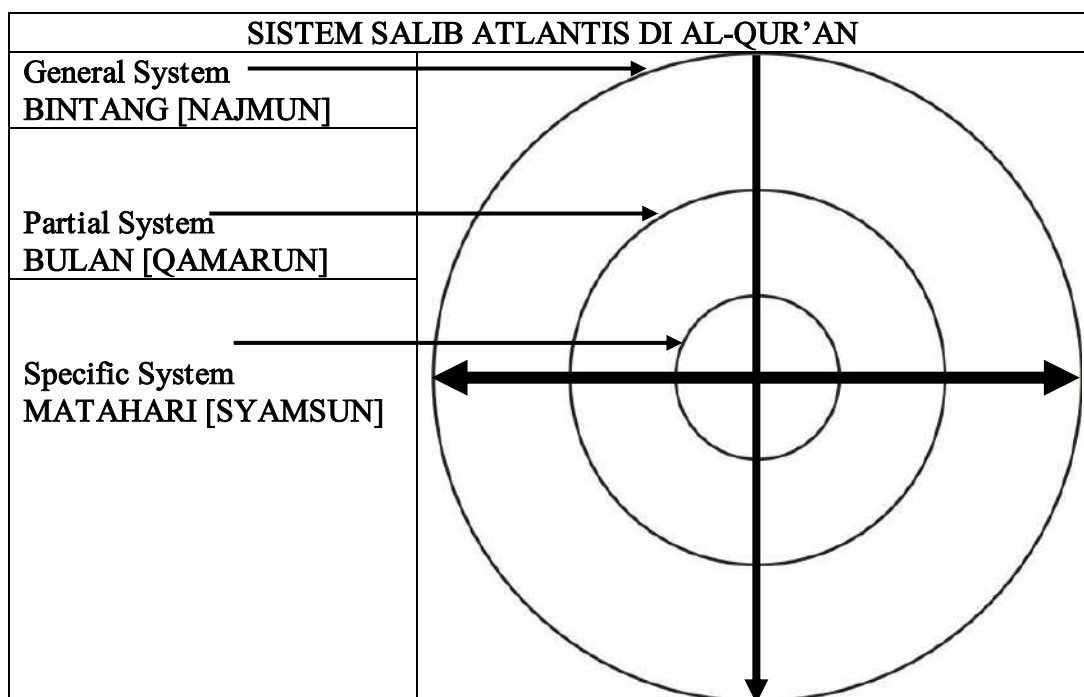 SISTEM SALIB ATLANTIS DI AL-QUR’AN
General System
BINTANG [NAJMUN]
Partial System
BULAN [QAMARUN]
Specific System
MATAHARI [SYAMSUN]